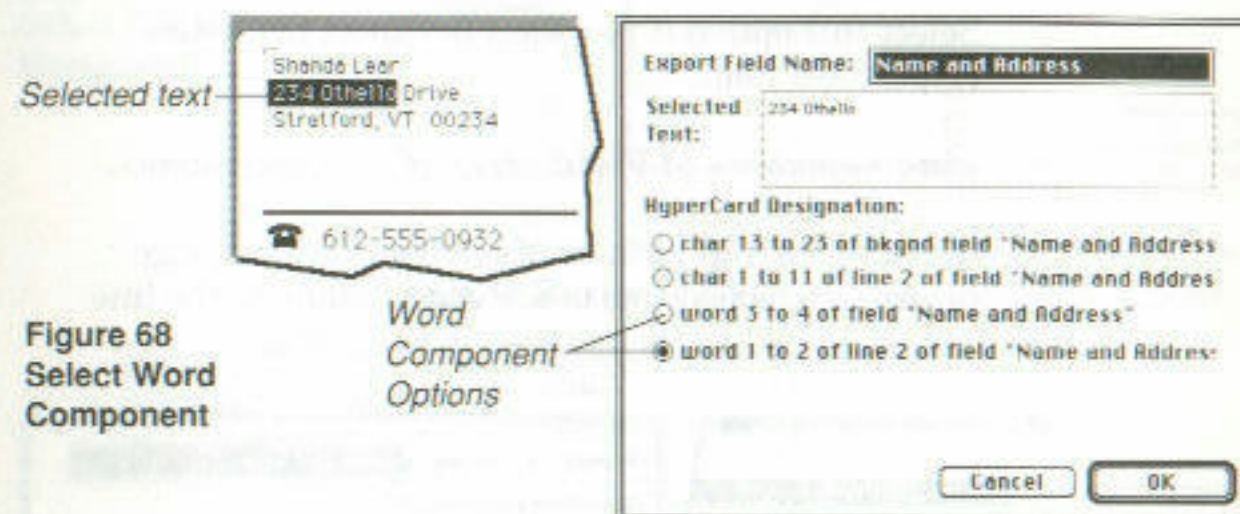 Selected text
Shanda Lear
234 Othello Drive
Stratford, VT 00234
☎ 612-555-0932
Figure 68
Select Word
Component
Word
Component
Options
Export Field Name: Name and Address
Selected
Text:
234 Othello
HyperCard Designation:
char 13 to 23 of bkgnd field "Name and Address
char 1 to 11 of line 2 of field "Name and Addres
word 3 to 4 of field "Name and Address"
word 1 to 2 of line 2 of field "Name and Addres
Cancel
OK